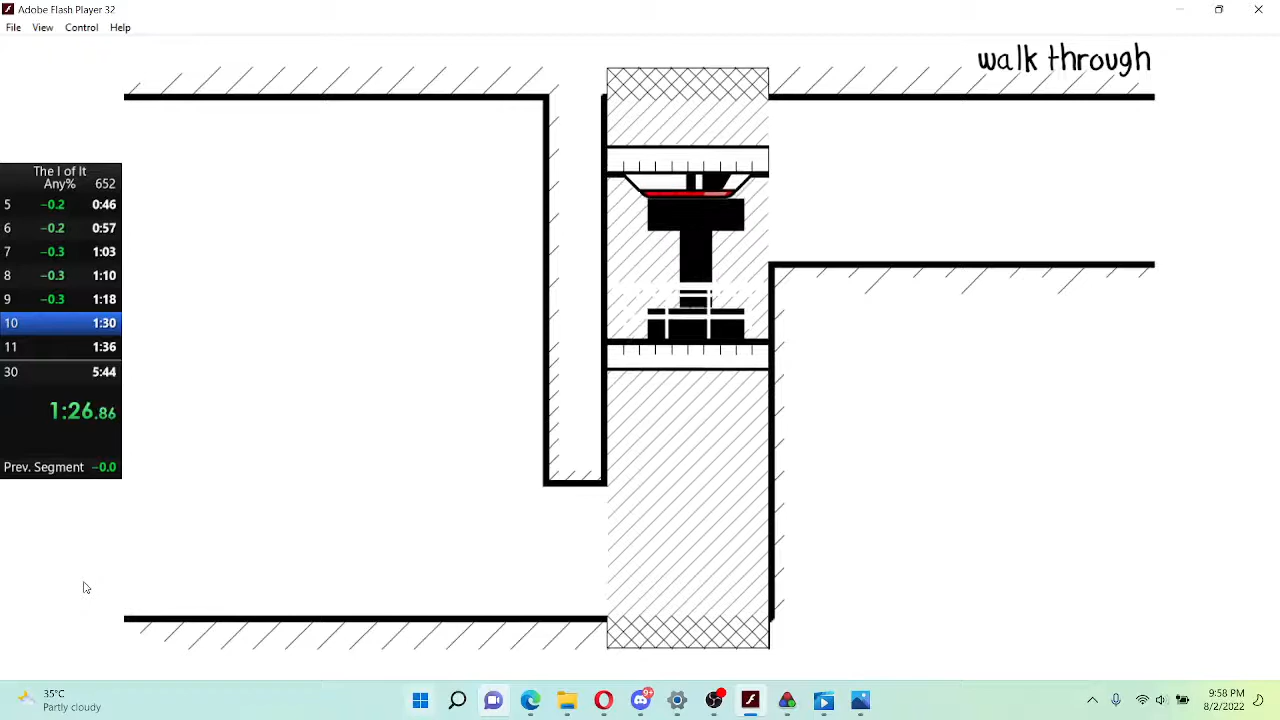 Adobe Flash Player 32
File View Control Help
walk through
The I of It
Any% 652
5 -0.2 0:46
6 -0.2 0:57
7 -0.3 1:03
8 -0.3 1:10
9 -0.3 1:18
10 1:30
11 1:36
30 5:44
1:26.86
Prev. Segment -0.0
35°C
Partly cloudy
9+
9:58 PM
8/2/2022